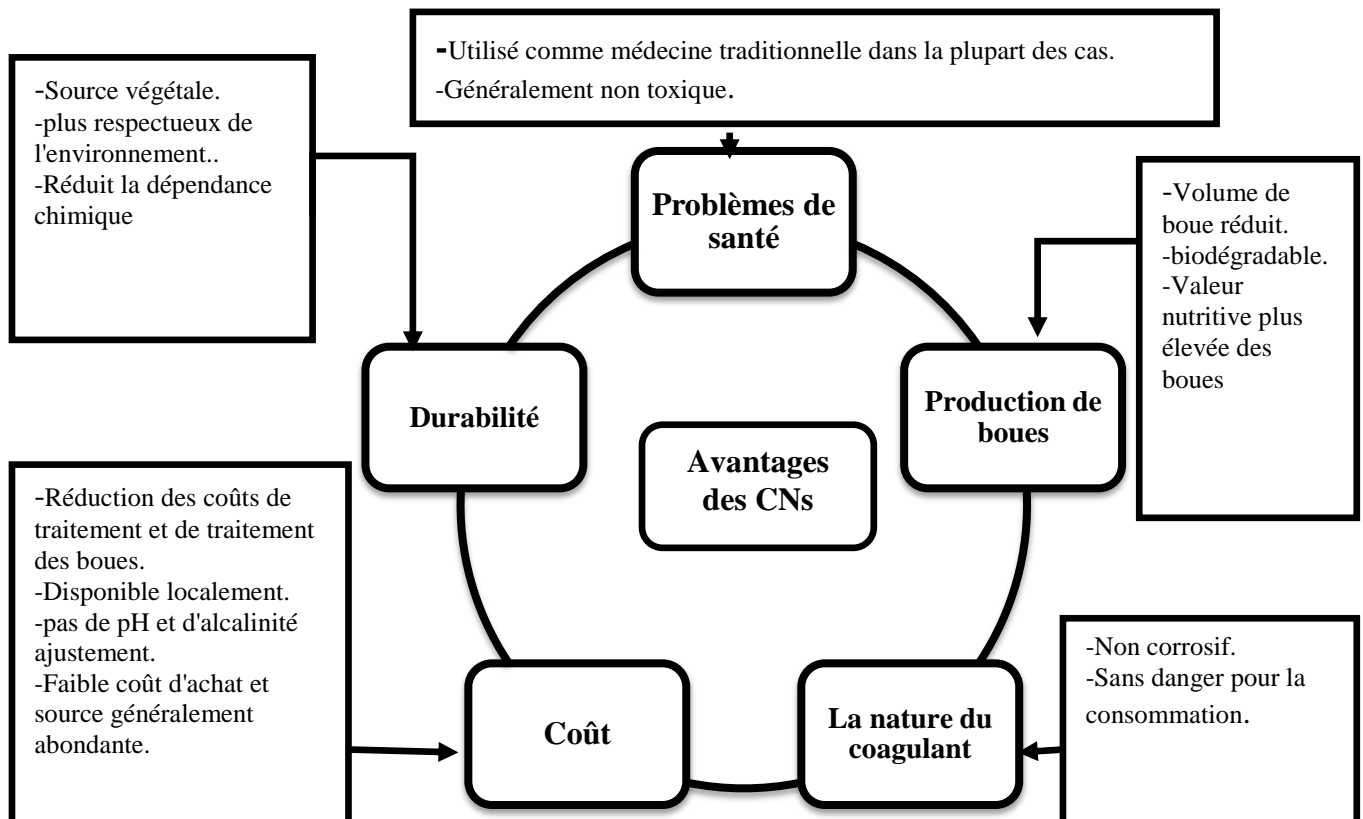 -Utilisé comme médecine traditionnelle dans la plupart des cas.
-Généralement non toxique.
-Source végétale.
-plus respectueux de
l'environnement..
-Réduit la dépendance
chimique
Problèmes de
santé
-Volume de
boue réduit.
-biodégradable.
-Valeur
nutritive plus
élevée des
boues
Durabilité
Production de
boues
Avantages
des CNs
-Réduction des coûts de
traitement et de traitement
des boues.
-Disponible localement.
-pas de pH et d'alcalinité
ajustement.
-Faible coût d'achat et
source généralement
abondante.
Coût
La nature du
coagulant
-Non corrosif.
-Sans danger pour la
consommation.